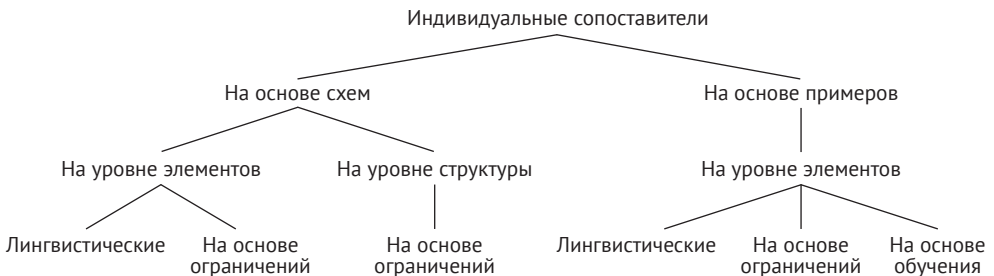 Индивидуальные сопоставители
На основе схем
На основе примеров
На уровне элементов
На уровне структуры
На уровне элементов
Лингвистические
На основе
ограничений
На основе
ограничений
Лингвистические
На основе
ограничений
На основе
обучения